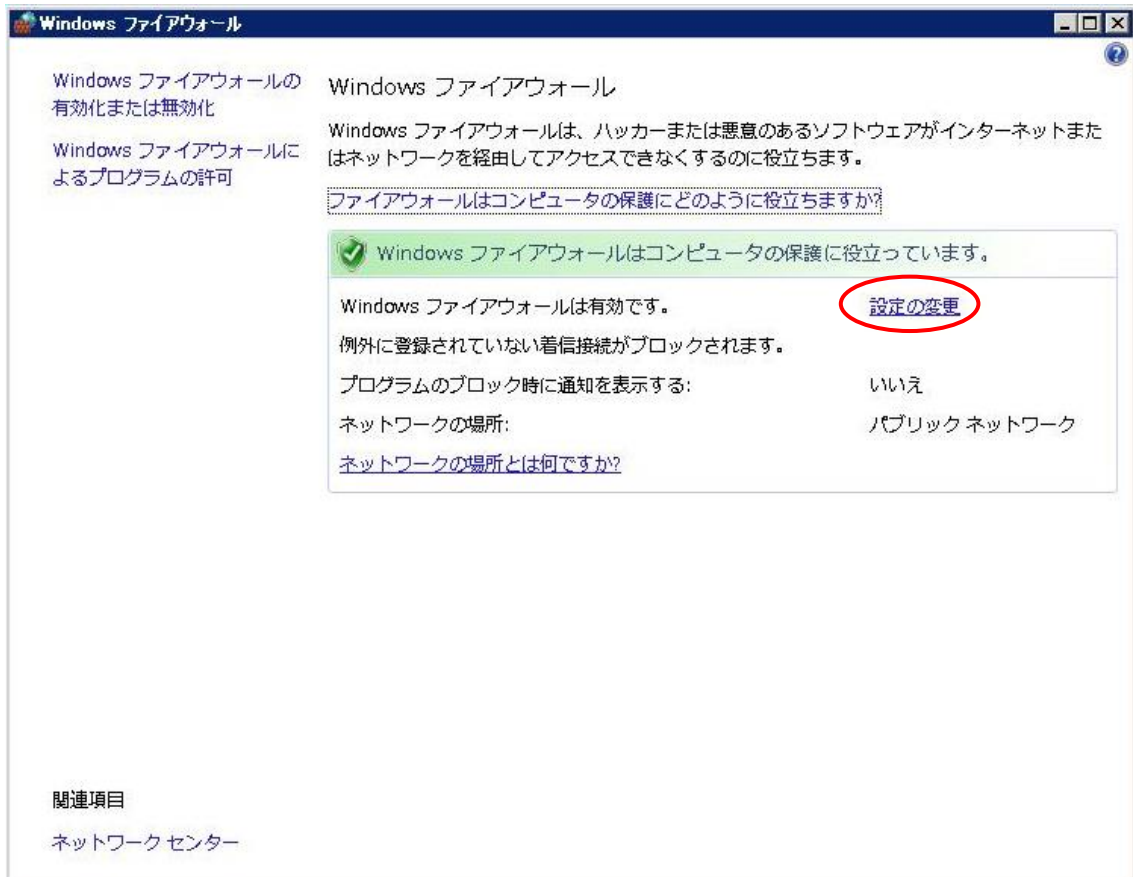 Windows ファイアウォール
Windows ファイアウォールの
有効化または無効化
Windows ファイアウォールに
よるプログラムの許可
Windows ファイアウォール
Windows ファイアウォールは、ハッカーまたは悪意のあるソフトウェアがインターネットまた
はネットワークを経由してアクセスできなくするのに役立ちます。
ファイアウォールはコンピュータの保護にどのように役立ちますか?
Windows ファイアウォールはコンピュータの保護に役立っています。
Windows ファイアウォールは有効です。 設定の変更
例外に登録されていない着信接続がブロックされます。
プログラムのブロック時に通知を表示する: いいえ
ネットワークの場所: パブリック ネットワーク
ネットワークの場所とは何ですか?
関連項目
ネットワーク センター